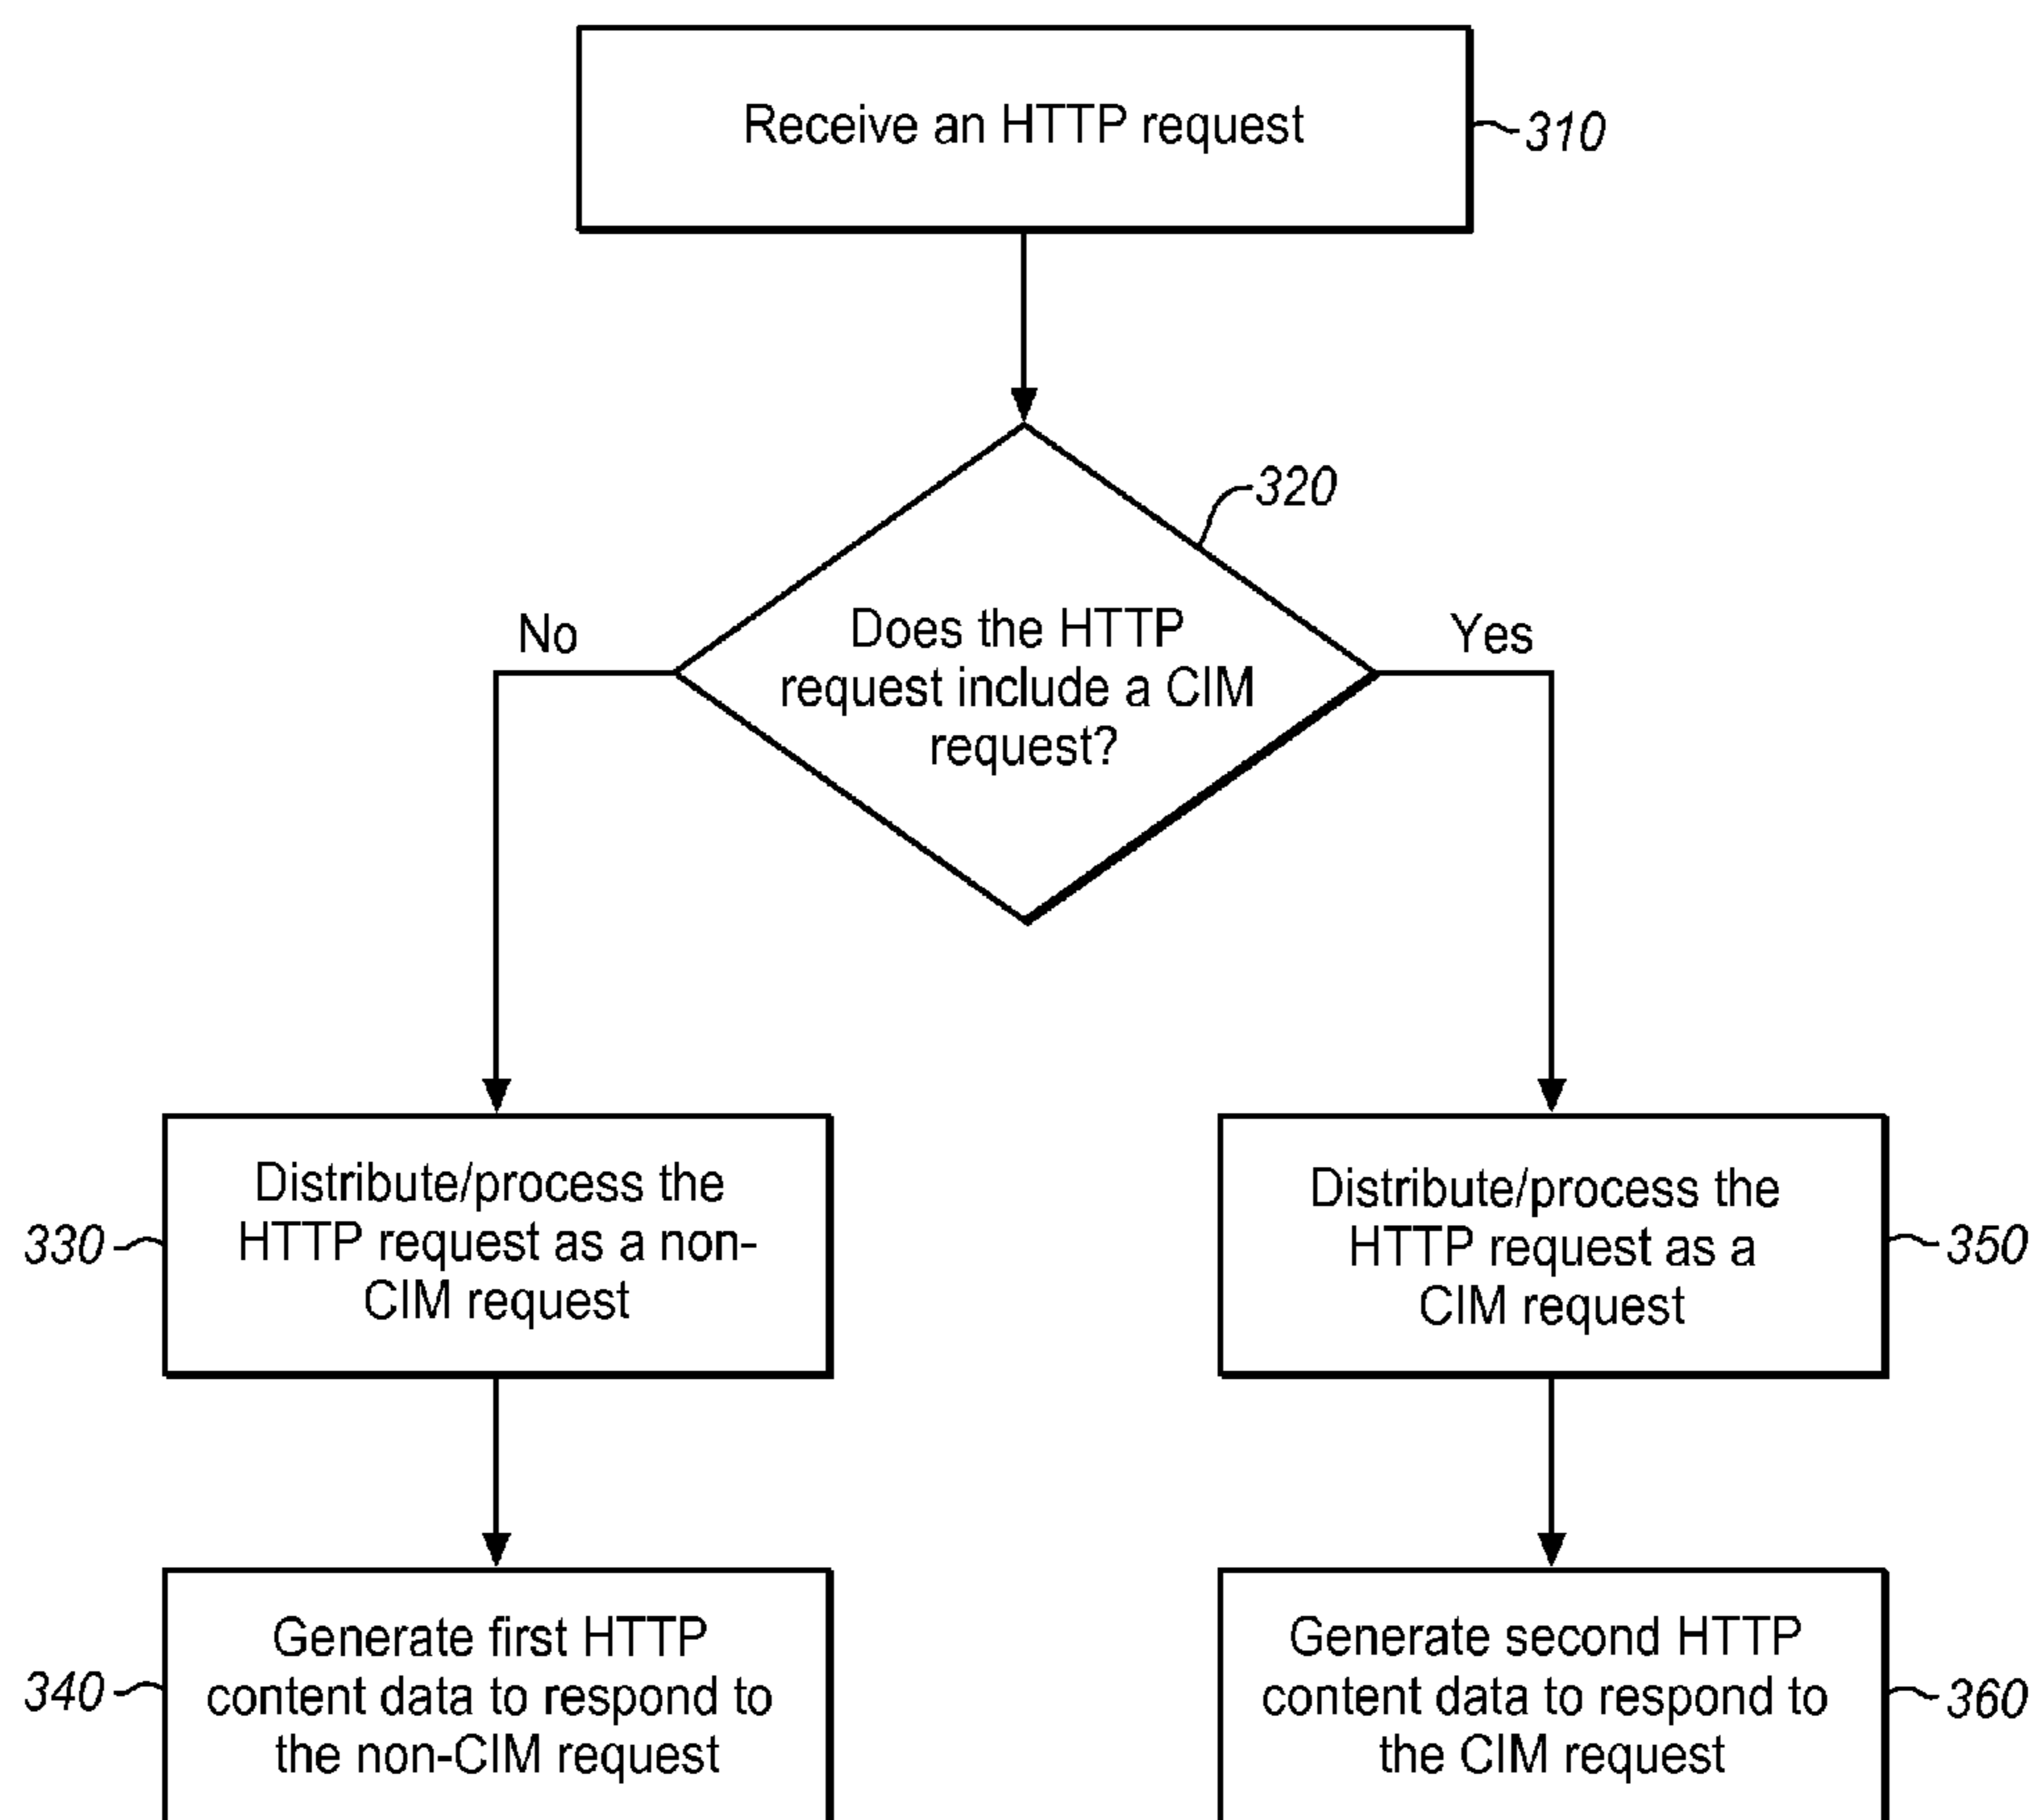 Receive an HTTP request
310
320
Does the HTTP
request include a CIM
request?
No
Yes
Distribute/process the
HTTP request as a non-
CIM request
330
Distribute/process the
HTTP request as a
CIM request
350
Generate first HTTP
content data to respond to
the non-CIM request
340
Generate second HTTP
content data to respond to
the CIM request
360